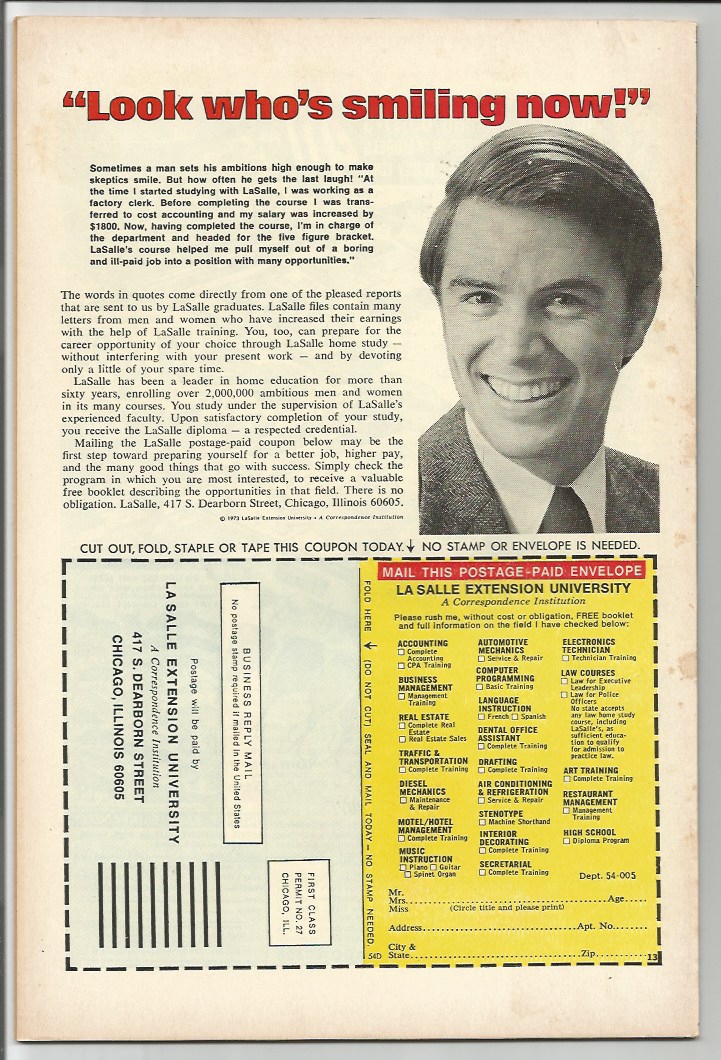 “Look who’s smiling now!”
Sometimes a man sets his ambitions high enough to make
skeptics smile. But how often he gets the last laugh! “At
the time I started studying with LaSalle, I was working as a
factory clerk. Before completing the course I was trans-
ferred to cost accounting and my salary was increased by
$1800. Now, having completed the course, I’m in charge of
the department and headed for the five figure bracket.
LaSalle’s course helped me pull myself out of a boring
and ill-paid job into a position with many opportunities.”
The words in quotes come directly from one of the pleased reports
that are sent to us by LaSalle graduates. LaSalle files contain many
letters from men and women who have increased their earnings
with the help of LaSalle training. You, too, can prepare for the
career opportunity of your choice through LaSalle home study —
without interfering with your present work — and by devoting
only a little of your spare time.
LaSalle has been a leader in home education for more than
sixty years, enrolling over 2,000,000 ambitious men and women
in its many courses. You study under the supervision of LaSalle’s
experienced faculty. Upon satisfactory completion of your study,
you receive the LaSalle diploma — a respected credential.
Mailing the LaSalle postage-paid coupon below may be the
first step toward preparing yourself for a better job, higher pay,
and the many good things that go with success. Simply check the
program in which you are most interested, to receive a valuable
free booklet describing the opportunities in that field. There is no
obligation. LaSalle, 417 S. Dearborn Street, Chicago, Illinois 60605.
© 1973 LaSalle Extension University • A Correspondence Institution
CUT OUT, FOLD, STAPLE OR TAPE THIS COUPON TODAY. NO STAMP OR ENVELOPE IS NEEDED.
BUSINESS REPLY MAIL
No postage stamp required if mailed in the United States
Postage will be paid by
LA SALLE EXTENSION UNIVERSITY
A Correspondence Institution
417 S. DEARBORN STREET
CHICAGO, ILLINOIS 60605
FIRST CLASS
PERMIT NO. 27
CHICAGO, ILL.
FOLD HERE (DO NOT CUT) SEAL AND MAIL TODAY — NO STAMP NEEDED.
MAIL THIS POSTAGE-PAID ENVELOPE
LA SALLE EXTENSION UNIVERSITY
A Correspondence Institution
Please rush me, without cost or obligation, FREE booklet
and full information on the field I have checked below:
ACCOUNTING
Complete
Accounting
CPA Training
BUSINESS
MANAGEMENT
Management
Training
REAL ESTATE
Complete Real
Estate
Real Estate Sales
TRAFFIC &
TRANSPORTATION
Complete Training
DIESEL
MECHANICS
Maintenance
& Repair
MOTEL/HOTEL
MANAGEMENT
Complete Training
MUSIC
INSTRUCTION
Piano Guitar
Spinet Organ
AUTOMOTIVE
MECHANICS
Service & Repair
COMPUTER
PROGRAMMING
Basic Training
LANGUAGE
INSTRUCTION
French Spanish
DENTAL OFFICE
ASSISTANT
Complete Training
DRAFTING
Complete Training
AIR CONDITIONING
& REFRIGERATION
Service & Repair
STENOTYPE
Machine Shorthand
INTERIOR
DECORATING
Complete Training
SECRETARIAL
Complete Training
ELECTRONICS
TECHNICIAN
Technician Training
LAW COURSES
Law for Executive
Leadership
Law for Police
Officers
No state accepts
any law home study
course, including
LaSalle’s, as
sufficient educa-
tion to qualify
for admission to
practice law.
ART TRAINING
Complete Training
RESTAURANT
MANAGEMENT
Management
Training
HIGH SCHOOL
Diploma Program
Dept. 54-005
Mr.
Mrs. Age
Miss (Circle title and please print)
Address Apt. No.
City &
State Zip
54D
13